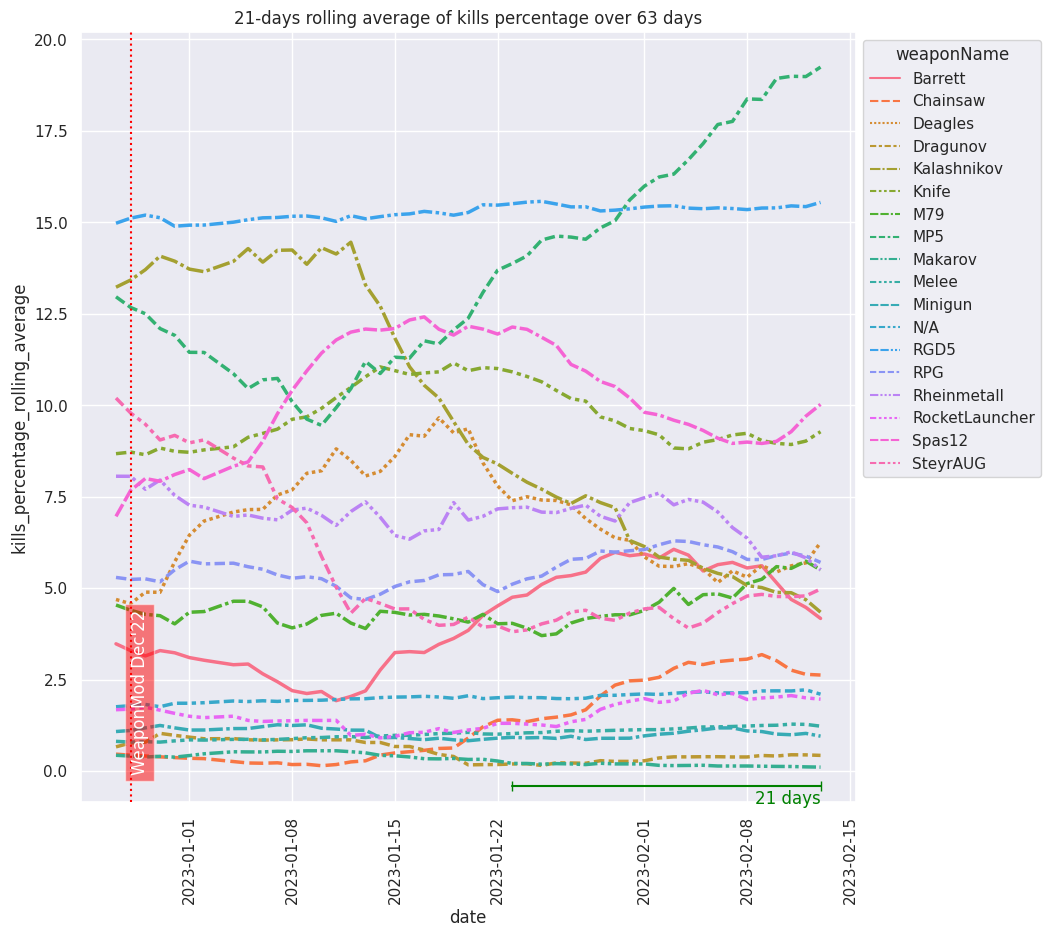 21-days rolling average of kills percentage over 63 days
kills_percentage_rolling_average
20.0
17.5
15.0
12.5
10.0
7.5
5.0
2.5
0.0
WeaponMod Dec'22
21 days
2023-01-01
2023-01-08
2023-01-15
2023-01-22
2023-02-01
2023-02-08
2023-02-15
date
weaponName
Barrett
Chainsaw
Deagles
Dragunov
Kalashnikov
Knife
M79
MP5
Makarov
Melee
Minigun
N/A
RGD5
RPG
Rheinmetall
RocketLauncher
Spas12
SteyrAUG